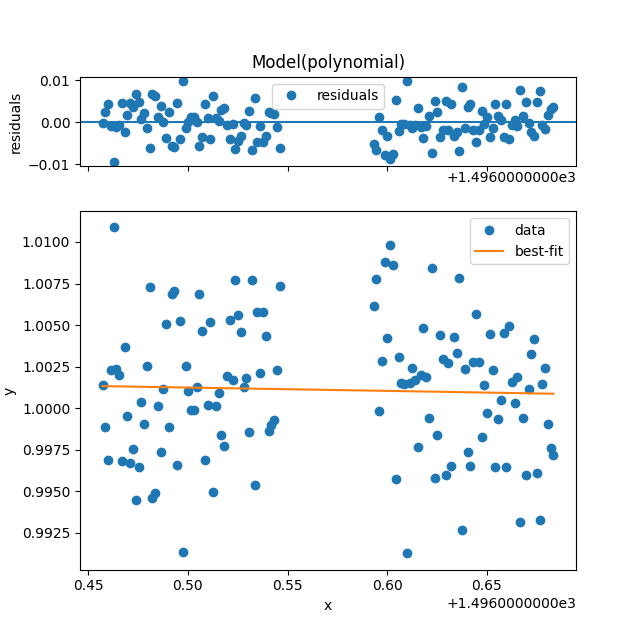 Model(polynomial)
0.01
0.00
−0.01
residuals
residuals
+1.4960000000e3
1.0100
1.0075
1.0050
1.0025
1.0000
0.9975
0.9950
0.9925
y
data
best-fit
0.45
0.50
0.55
0.60
0.65
x
+1.4960000000e3